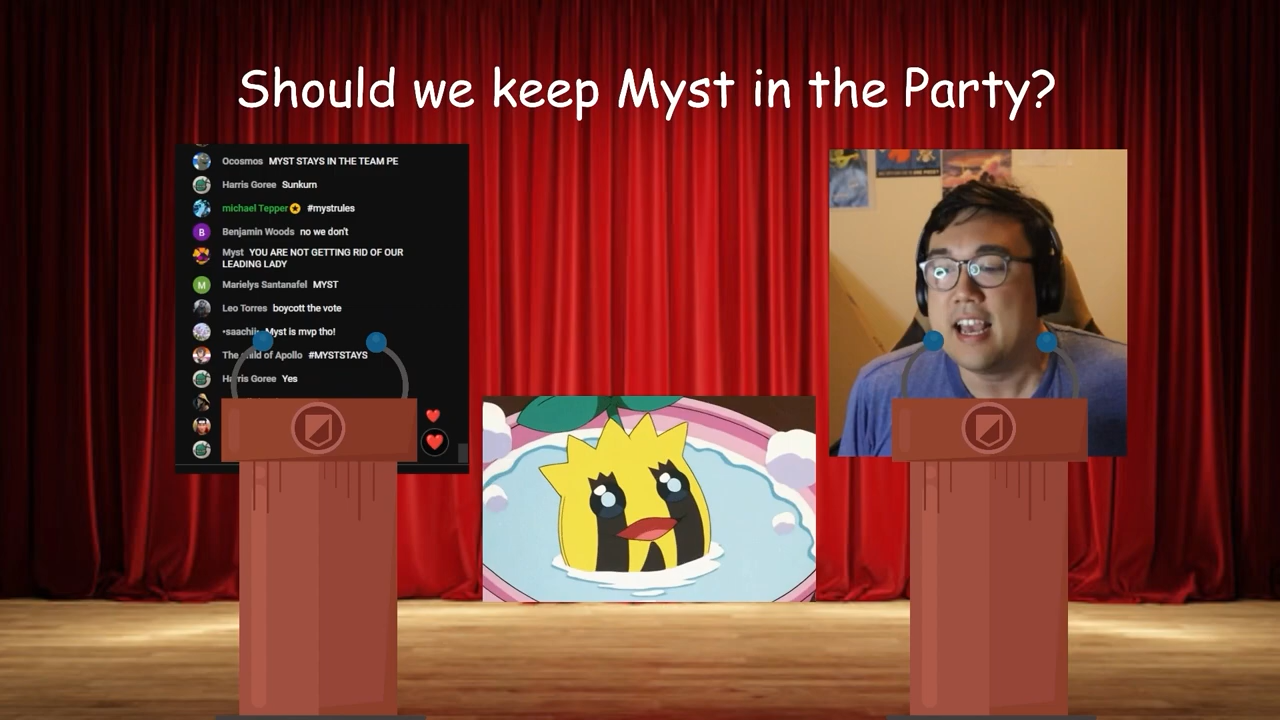 Should we keep Myst in the Party?
Ocosmos MYST STAYS IN THE TEAM PE
Harris Goree Sunkurn
michael Tepper #mystrules
B Benjamin Woods no we don't
Myst YOU ARE NOT GETTING RID OF OUR
LEADING LADY
M Marielys Santanafel MYST
Leo Torres boycott the vote
Myst is mvp tho!
The of Apollo #MYSTSTAYS
Harris Goree Yes